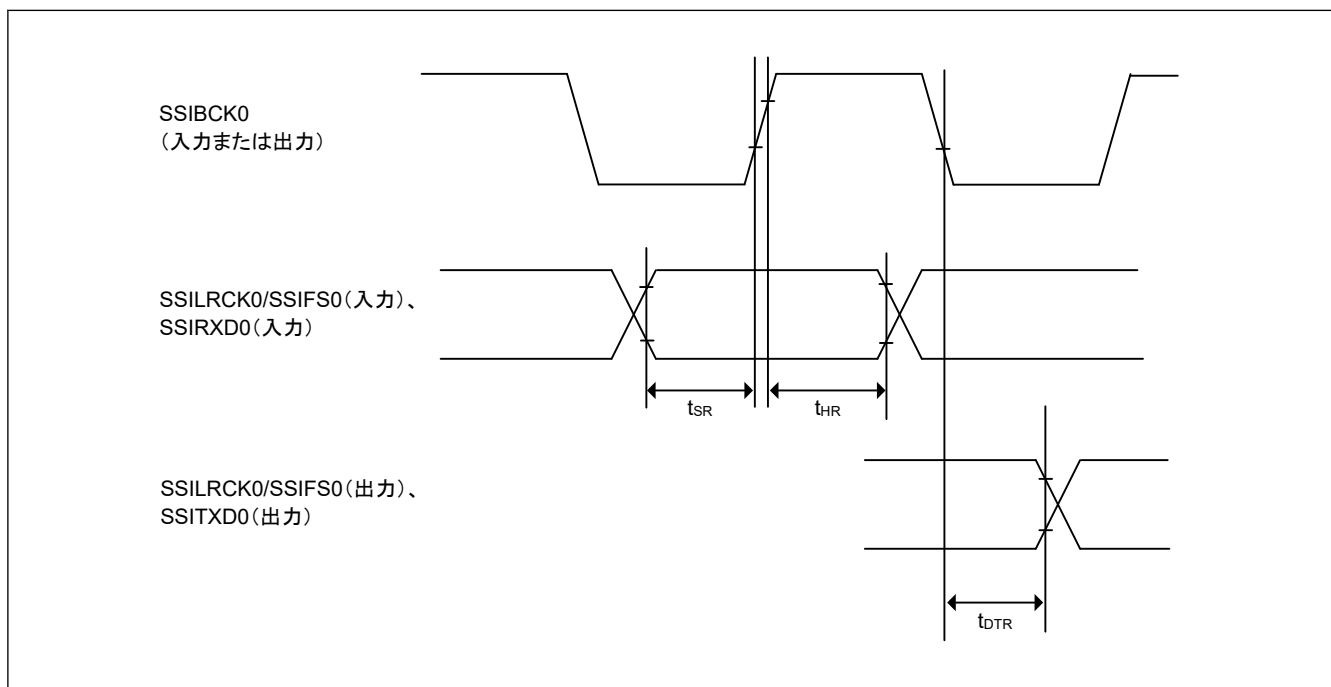 SSIBCK0
（入力または出力）
SSILRCK0/SSIFS0（入力）、
SSIRXD0（入力）
tSR
tHR
SSILRCK0/SSIFS0（出力）、
SSITXD0（出力）
tDTR